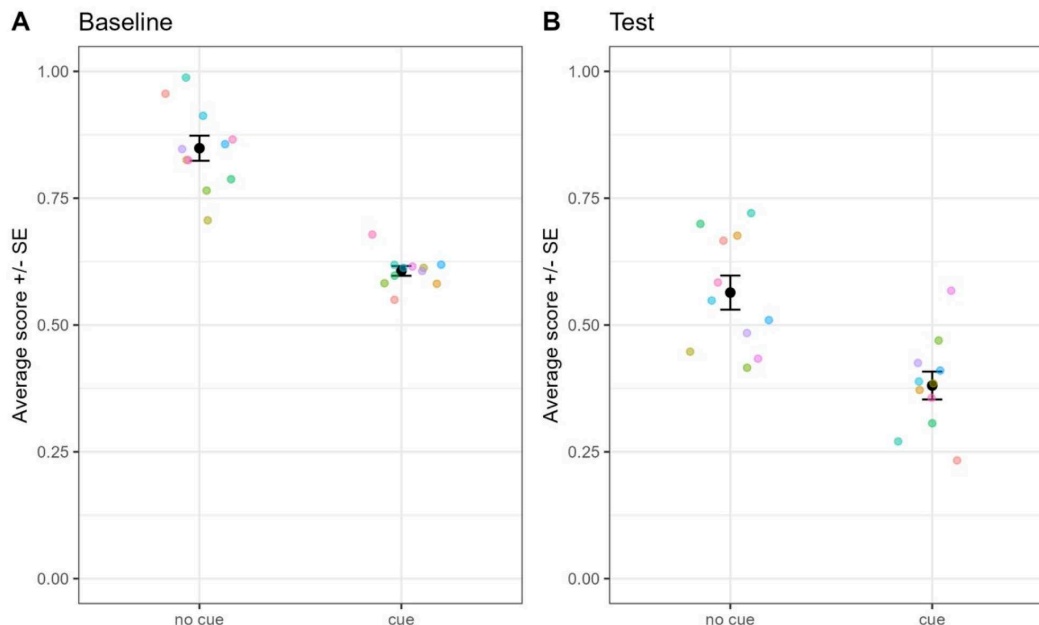 A Baseline
Average score +/- SE
1.00
0.75
0.50
0.25
0.00
no cue cue
B Test
Average score +/- SE
1.00
0.75
0.50
0.25
0.00
no cue cue